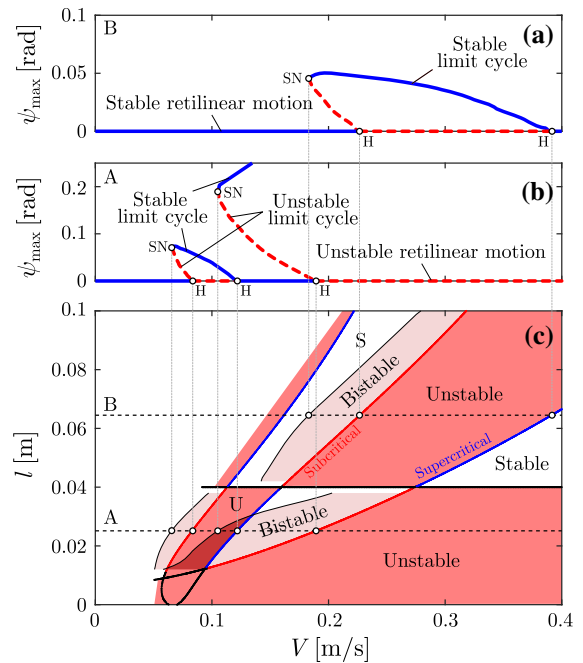 B
(a)
0.1
0.05
0
ψmax [rad]
SN
Stable
limit cycle
Stable retilinear motion
H
H
A
(b)
0.2
0.1
0
ψmax [rad]
SN
SN
Stable
limit cycle
Unstable
limit cycle
Unstable retilinear motion
H
H
H
(c)
0.1
0.08
0.06
0.04
0.02
0
l [m]
S
Bistable
Unstable
B
Subcritical
Supercritical
Stable
U
A
Bistable
Unstable
0
0.1
0.2
0.3
0.4
V [m/s]